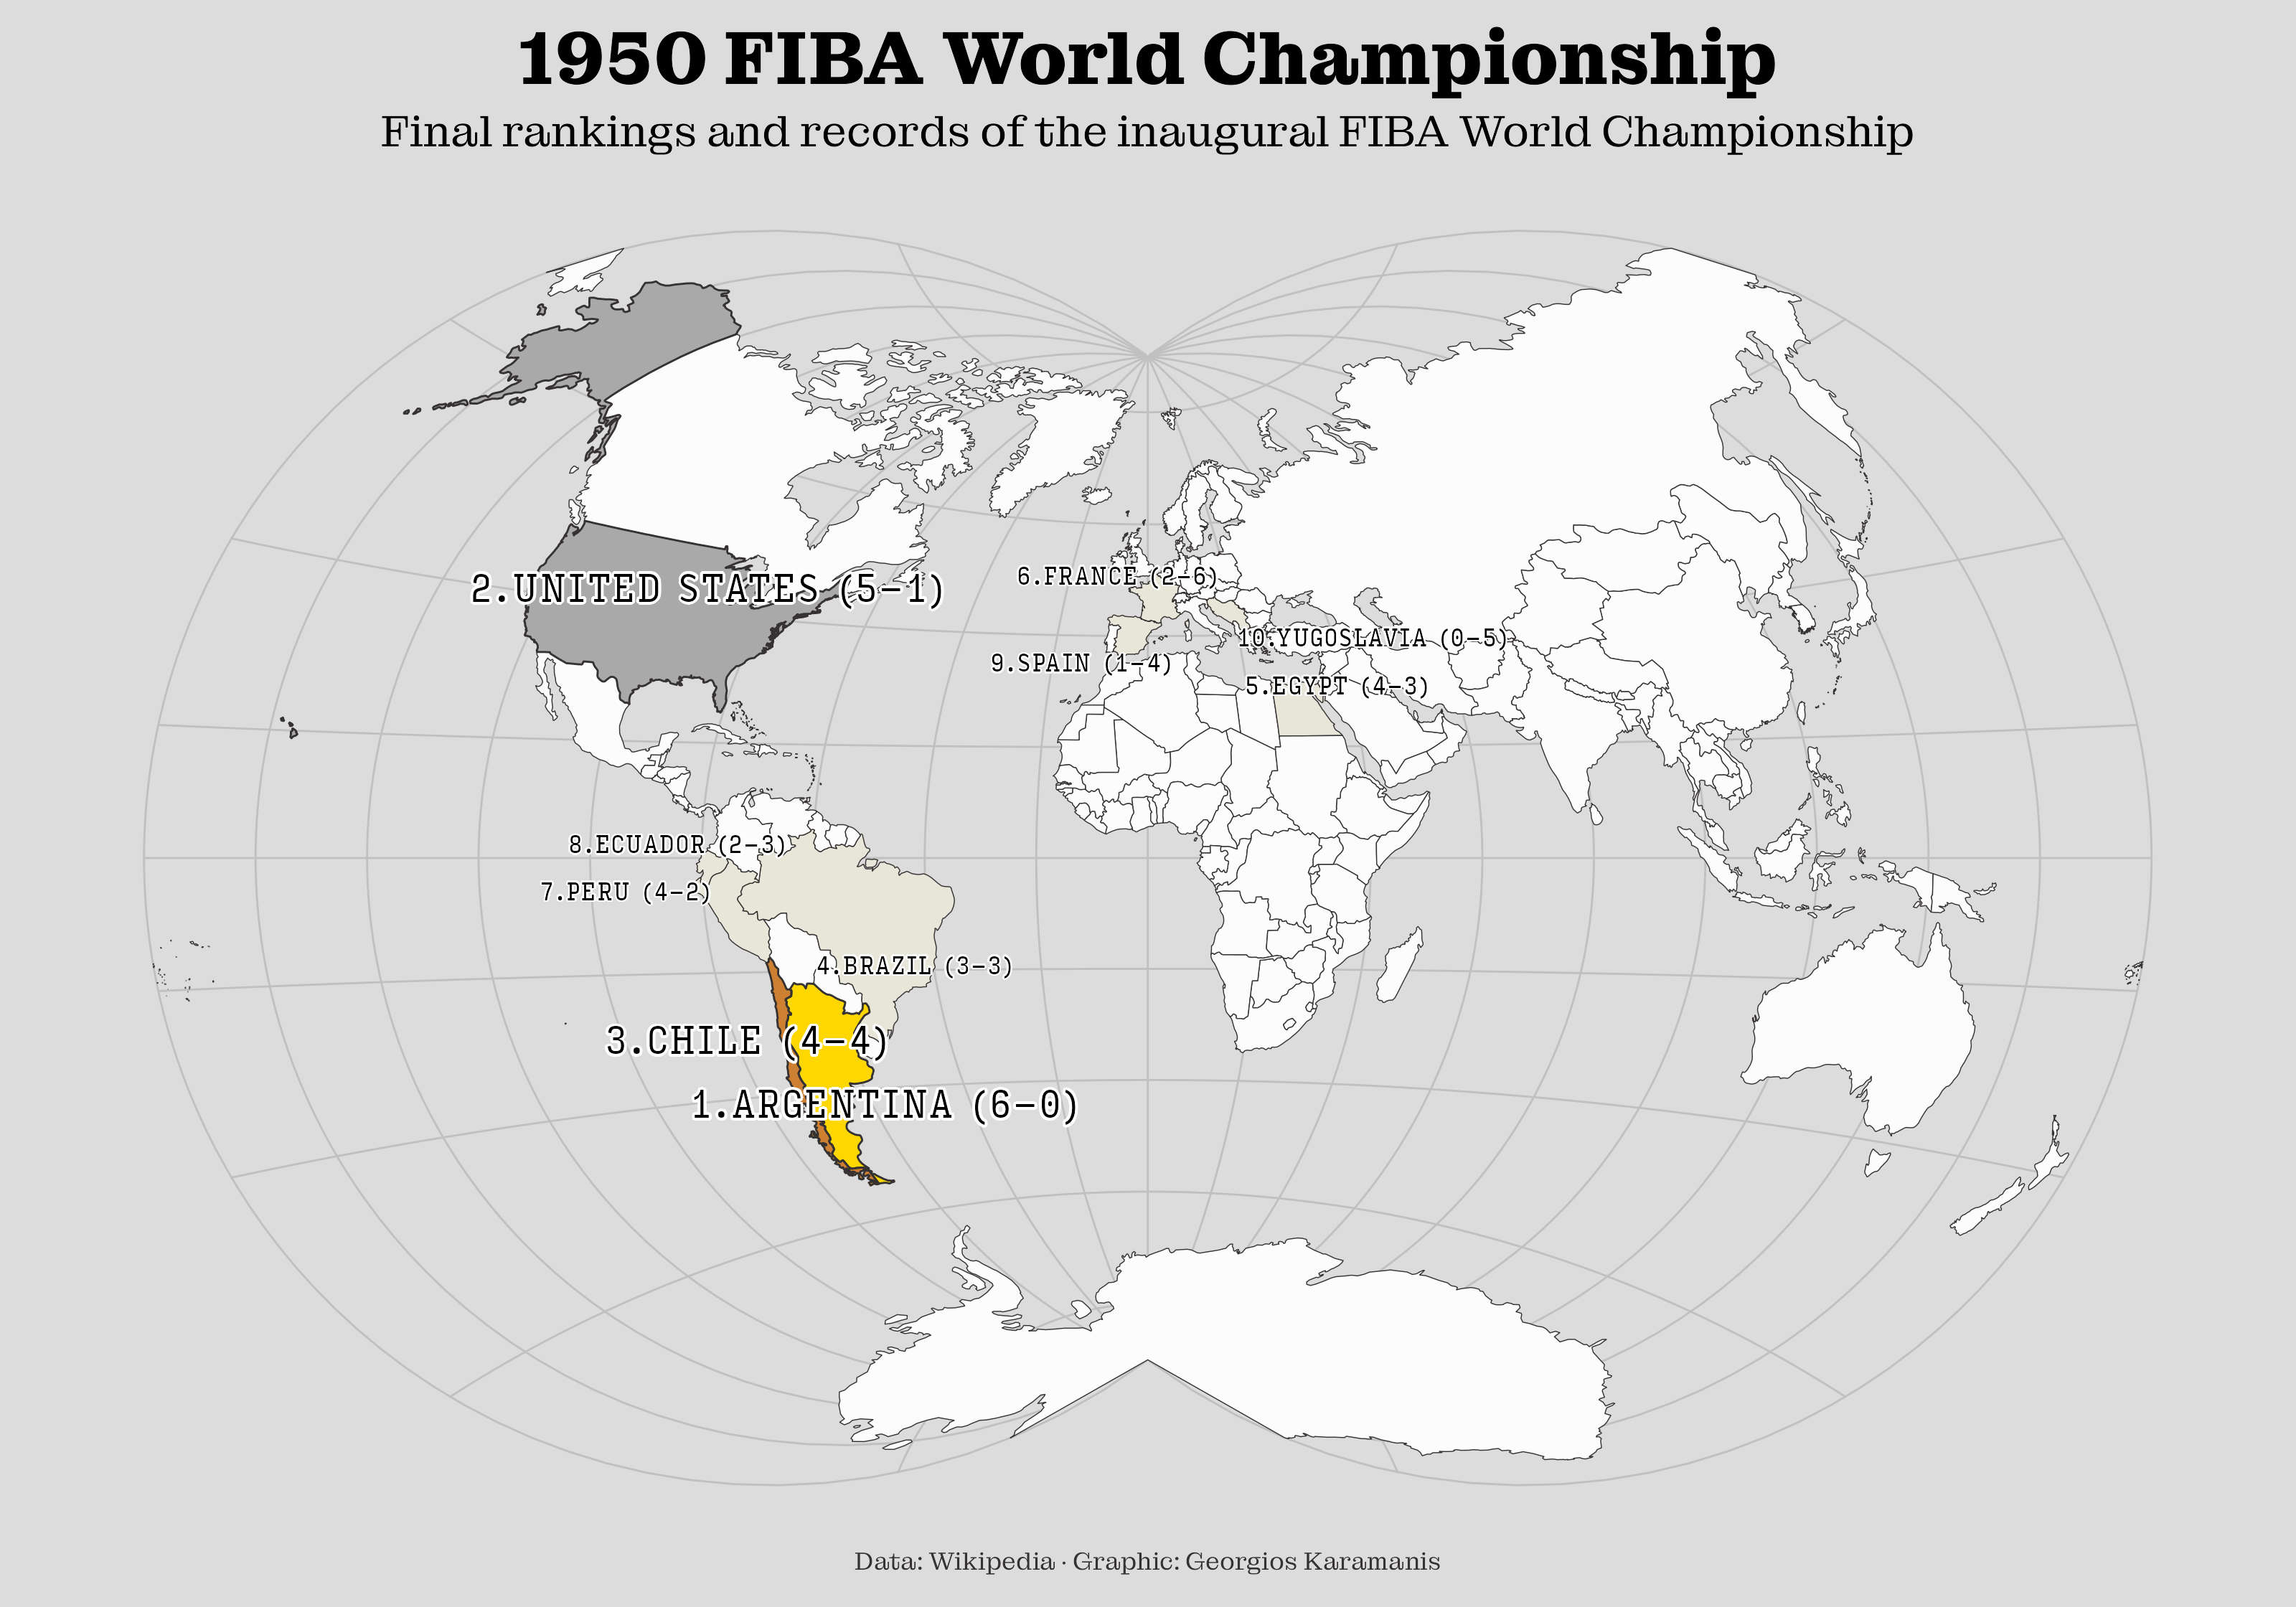 1950 FIBA World Championship
Final rankings and records of the inaugural FIBA World Championship
6.FRANCE (2-6)
2.UNITED STATES (5-1)
10.YUGOSLAVIA (0-5)
9.SPAIN (1-4)
5.EGYPT (4-3)
8.ECUADOR (2-3)
7.PERU (4-2)
4.BRAZIL (3-3)
3.CHILE (4-4)
1.ARGENTINA (6-0)
Data: Wikipedia · Graphic: Georgios Karamanis